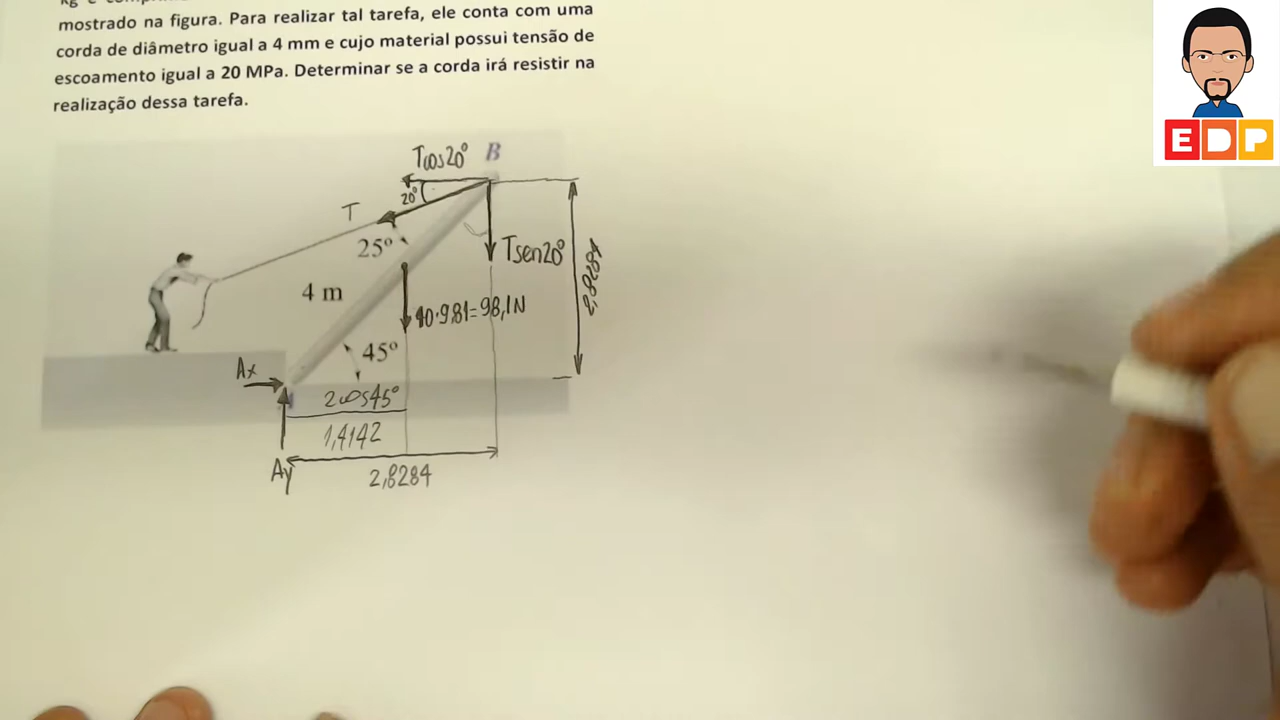 mostrado na figura. Para realizar tal tarefa, ele conta com uma
corda de diâmetro igual a 4 mm e cujo material possui tensão de
escoamento igual a 20 MPa. Determinar se a corda irá resistir na
realização dessa tarefa.
EDP
Tcos20° B
20°
T
25°
Tsen20°
2,8284
4 m
10·9,81=98,1N
45°
Ax
2cos45°
1,4142
Ay
2,8284